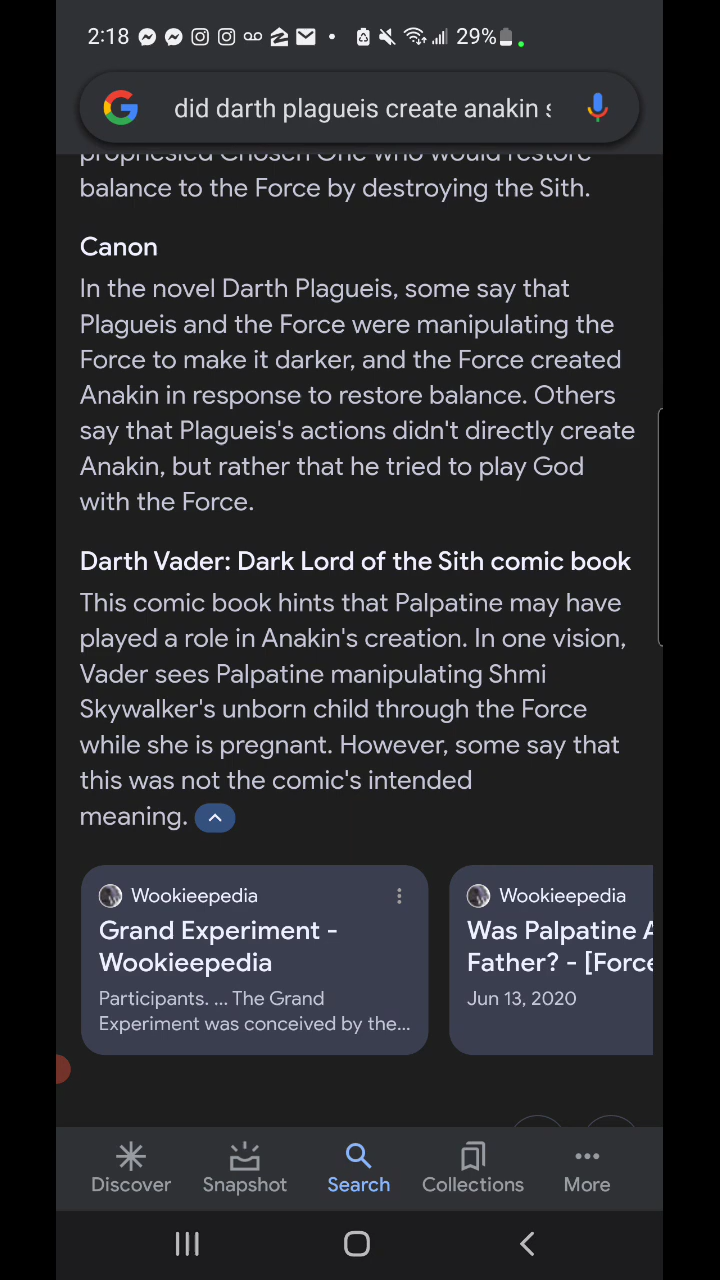 2:18
29%
did darth plagueis create anakin s
prophesied Chosen One who would restore
balance to the Force by destroying the Sith.
Canon
In the novel Darth Plagueis, some say that
Plagueis and the Force were manipulating the
Force to make it darker, and the Force created
Anakin in response to restore balance. Others
say that Plagueis's actions didn't directly create
Anakin, but rather that he tried to play God
with the Force.
Darth Vader: Dark Lord of the Sith comic book
This comic book hints that Palpatine may have
played a role in Anakin's creation. In one vision,
Vader sees Palpatine manipulating Shmi
Skywalker's unborn child through the Force
while she is pregnant. However, some say that
this was not the comic's intended
meaning.
Wookieepedia
Grand Experiment -
Wookieepedia
Participants. ... The Grand
Experiment was conceived by the...
Wookieepedia
Was Palpatine A
Father? - [Force
Jun 13, 2020
Discover
Snapshot
Search
Collections
More